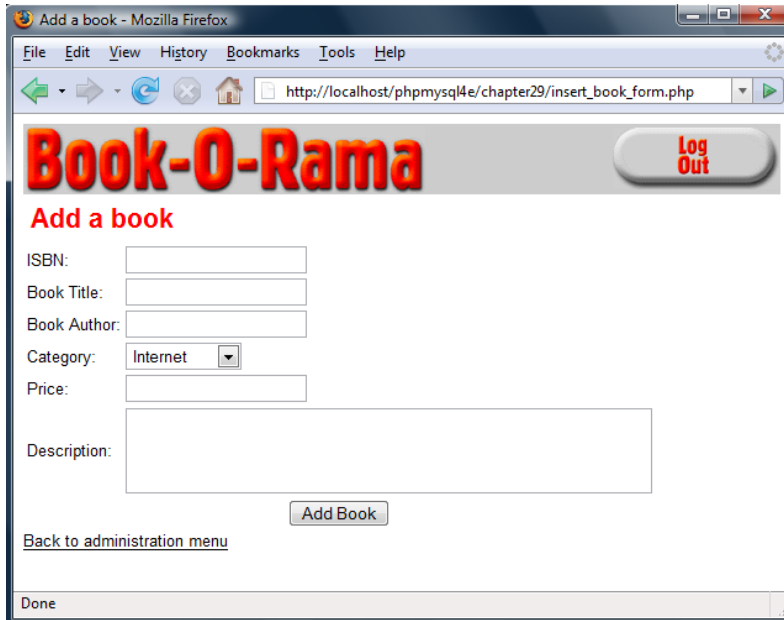 Add a book - Mozilla Firefox
File Edit View History Bookmarks Tools Help
http://localhost/phpmysql4e/chapter29/insert_book_form.php
Book-O-Rama
Log
Out
Add a book
ISBN:
Book Title:
Book Author:
Category: Internet
Price:
Description:
Add Book
Back to administration menu
Done